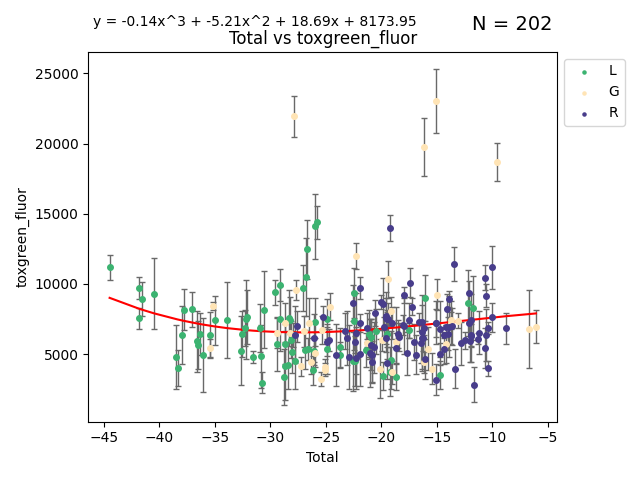 y = -0.14x^3 + -5.21x^2 + 18.69x + 8173.95
N = 202
Total vs toxgreen_fluor
L
G
R
toxgreen_fluor
25000
20000
15000
10000
5000
−45 −40 −35 −30 −25 −20 −15 −10 −5
Total